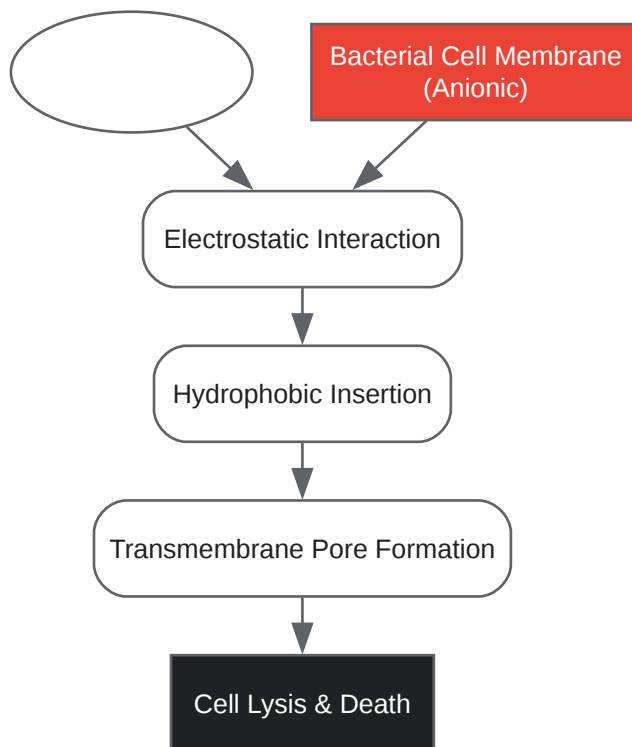 Bacterial Cell Membrane
(Anionic)
Electrostatic Interaction
Hydrophobic Insertion
Transmembrane Pore Formation
Cell Lysis & Death